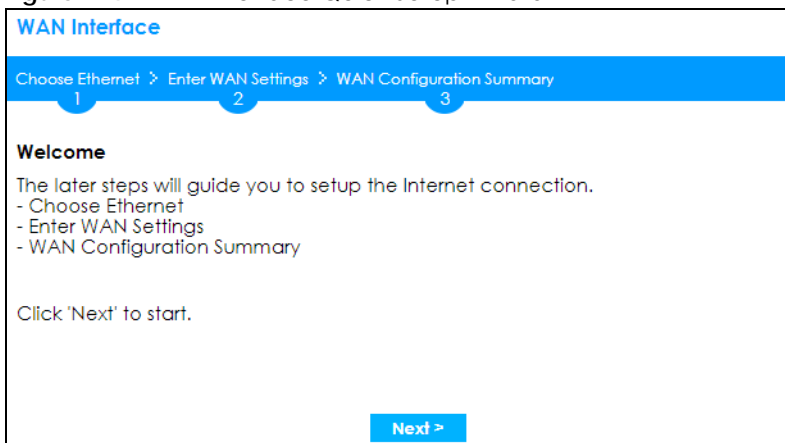 WAN Interface
Choose Ethernet > Enter WAN Settings > WAN Configuration Summary
1 2 3
Welcome
The later steps will guide you to setup the Internet connection.
- Choose Ethernet
- Enter WAN Settings
- WAN Configuration Summary
Click 'Next' to start.
Next >